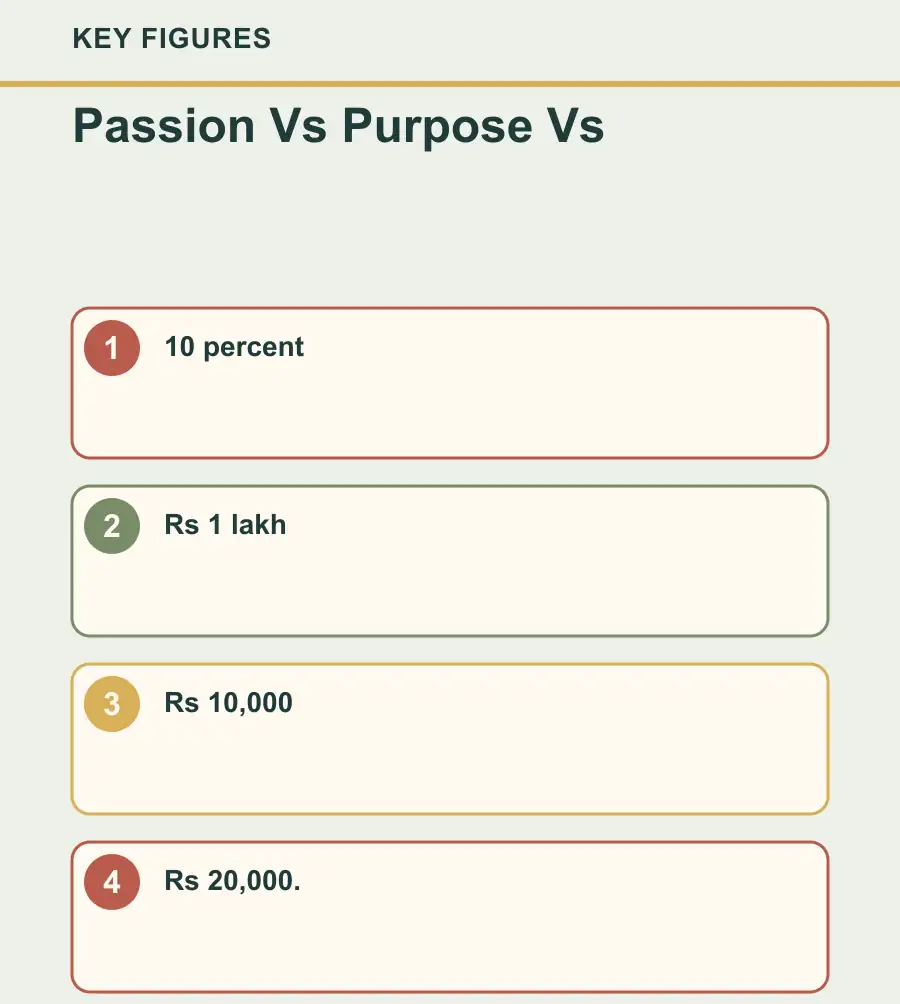 KEY FIGURES
Passion Vs Purpose Vs
1
10 percent
2
Rs 1 lakh
3
Rs 10,000
4
Rs 20,000.